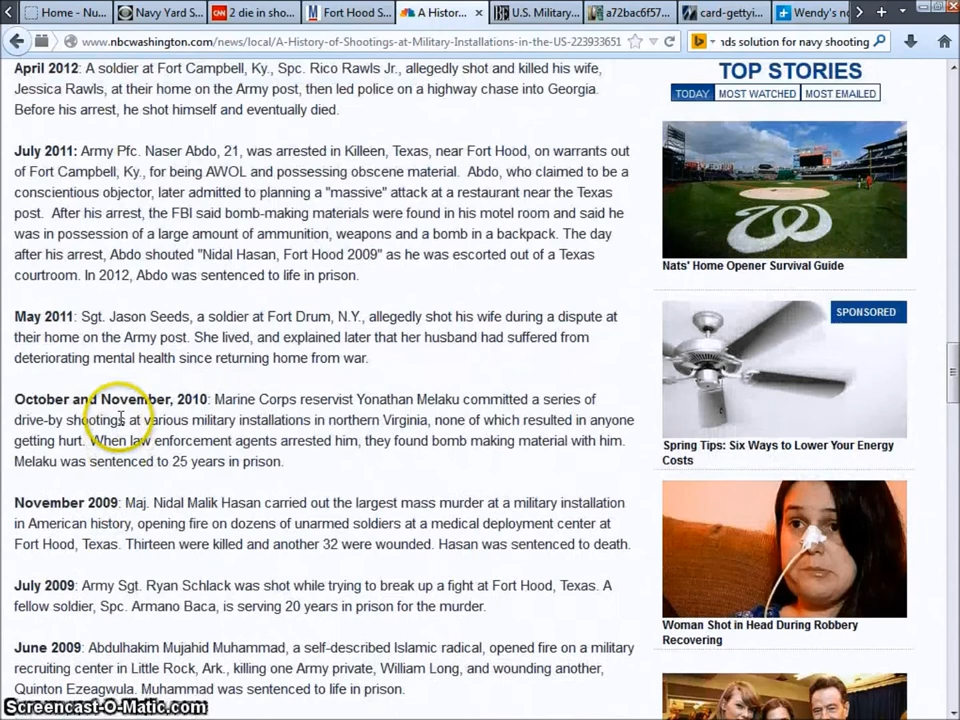 Home - Nu...
Navy Yard S...
2 die in sho...
Fort Hood S...
A Histor...
U.S. Military...
a72bac6f57...
card-gettyi...
Wendy's no
www.nbcwashington.com/news/local/A-History-of-Shootings-at-Military-Installations-in-the-US-223933651
nds solution for navy shooting
April 2012: A soldier at Fort Campbell, Ky., Spc. Rico Rawls Jr., allegedly shot and killed his wife,
Jessica Rawls, at their home on the Army post, then led police on a highway chase into Georgia.
Before his arrest, he shot himself and eventually died.
July 2011: Army Pfc. Naser Abdo, 21, was arrested in Killeen, Texas, near Fort Hood, on warrants out
of Fort Campbell, Ky., for being AWOL and possessing obscene material. Abdo, who claimed to be a
conscientious objector, later admitted to planning a "massive" attack at a restaurant near the Texas
post. After his arrest, the FBI said bomb-making materials were found in his motel room and said he
was in possession of a large amount of ammunition, weapons and a bomb in a backpack. The day
after his arrest, Abdo shouted "Nidal Hasan, Fort Hood 2009" as he was escorted out of a Texas
courtroom. In 2012, Abdo was sentenced to life in prison.
May 2011: Sgt. Jason Seeds, a soldier at Fort Drum, N.Y., allegedly shot his wife during a dispute at
their home on the Army post. She lived, and explained later that her husband had suffered from
deteriorating mental health since returning home from war.
October and November, 2010: Marine Corps reservist Yonathan Melaku committed a series of
drive-by shootings at various military installations in northern Virginia, none of which resulted in anyone
getting hurt. When law enforcement agents arrested him, they found bomb making material with him.
Melaku was sentenced to 25 years in prison.
November 2009: Maj. Nidal Malik Hasan carried out the largest mass murder at a military installation
in American history, opening fire on dozens of unarmed soldiers at a medical deployment center at
Fort Hood, Texas. Thirteen were killed and another 32 were wounded. Hasan was sentenced to death.
July 2009: Army Sgt. Ryan Schlack was shot while trying to break up a fight at Fort Hood, Texas. A
fellow soldier, Spc. Armano Baca, is serving 20 years in prison for the murder.
June 2009: Abdulhakim Mujahid Muhammad, a self-described Islamic radical, opened fire on a military
recruiting center in Little Rock, Ark., killing one Army private, William Long, and wounding another,
Quinton Ezeagwula. Muhammad was sentenced to life in prison.
TOP STORIES
TODAY
MOST WATCHED
MOST EMAILED
Nats' Home Opener Survival Guide
SPONSORED
Spring Tips: Six Ways to Lower Your Energy
Costs
Woman Shot in Head During Robbery
Recovering
Screencast-O-Matic.com